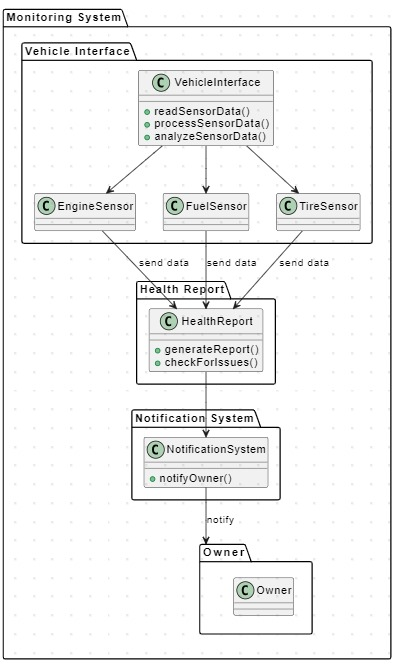 Monitoring System
Vehicle Interface
C VehicleInterface
readSensorData()
processSensorData()
analyzeSensorData()
C EngineSensor
C FuelSensor
C TireSensor
send data
send data
send data
Health Report
C HealthReport
generateReport()
checkForIssues()
Notification System
C NotificationSystem
notifyOwner()
notify
Owner
C Owner